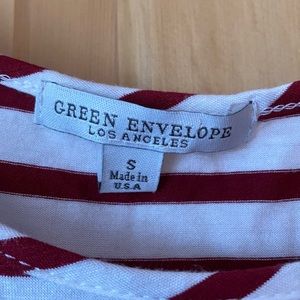 GREEN ENVELOPE
LOS ANGELES
S
Made in
U.S.A